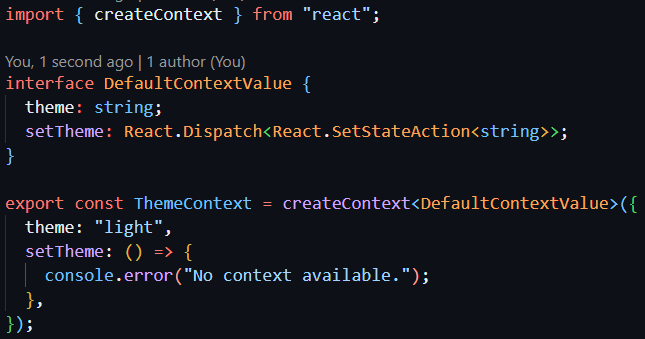 import { createContext } from "react";
You, 1 second ago | 1 author (You)
interface DefaultContextValue {
  theme: string;
  setTheme: React.Dispatch<React.SetStateAction<string>>;
}
export const ThemeContext = createContext<DefaultContextValue>({
  theme: "light",
  setTheme: () => {
    console.error("No context available.");
  },
});